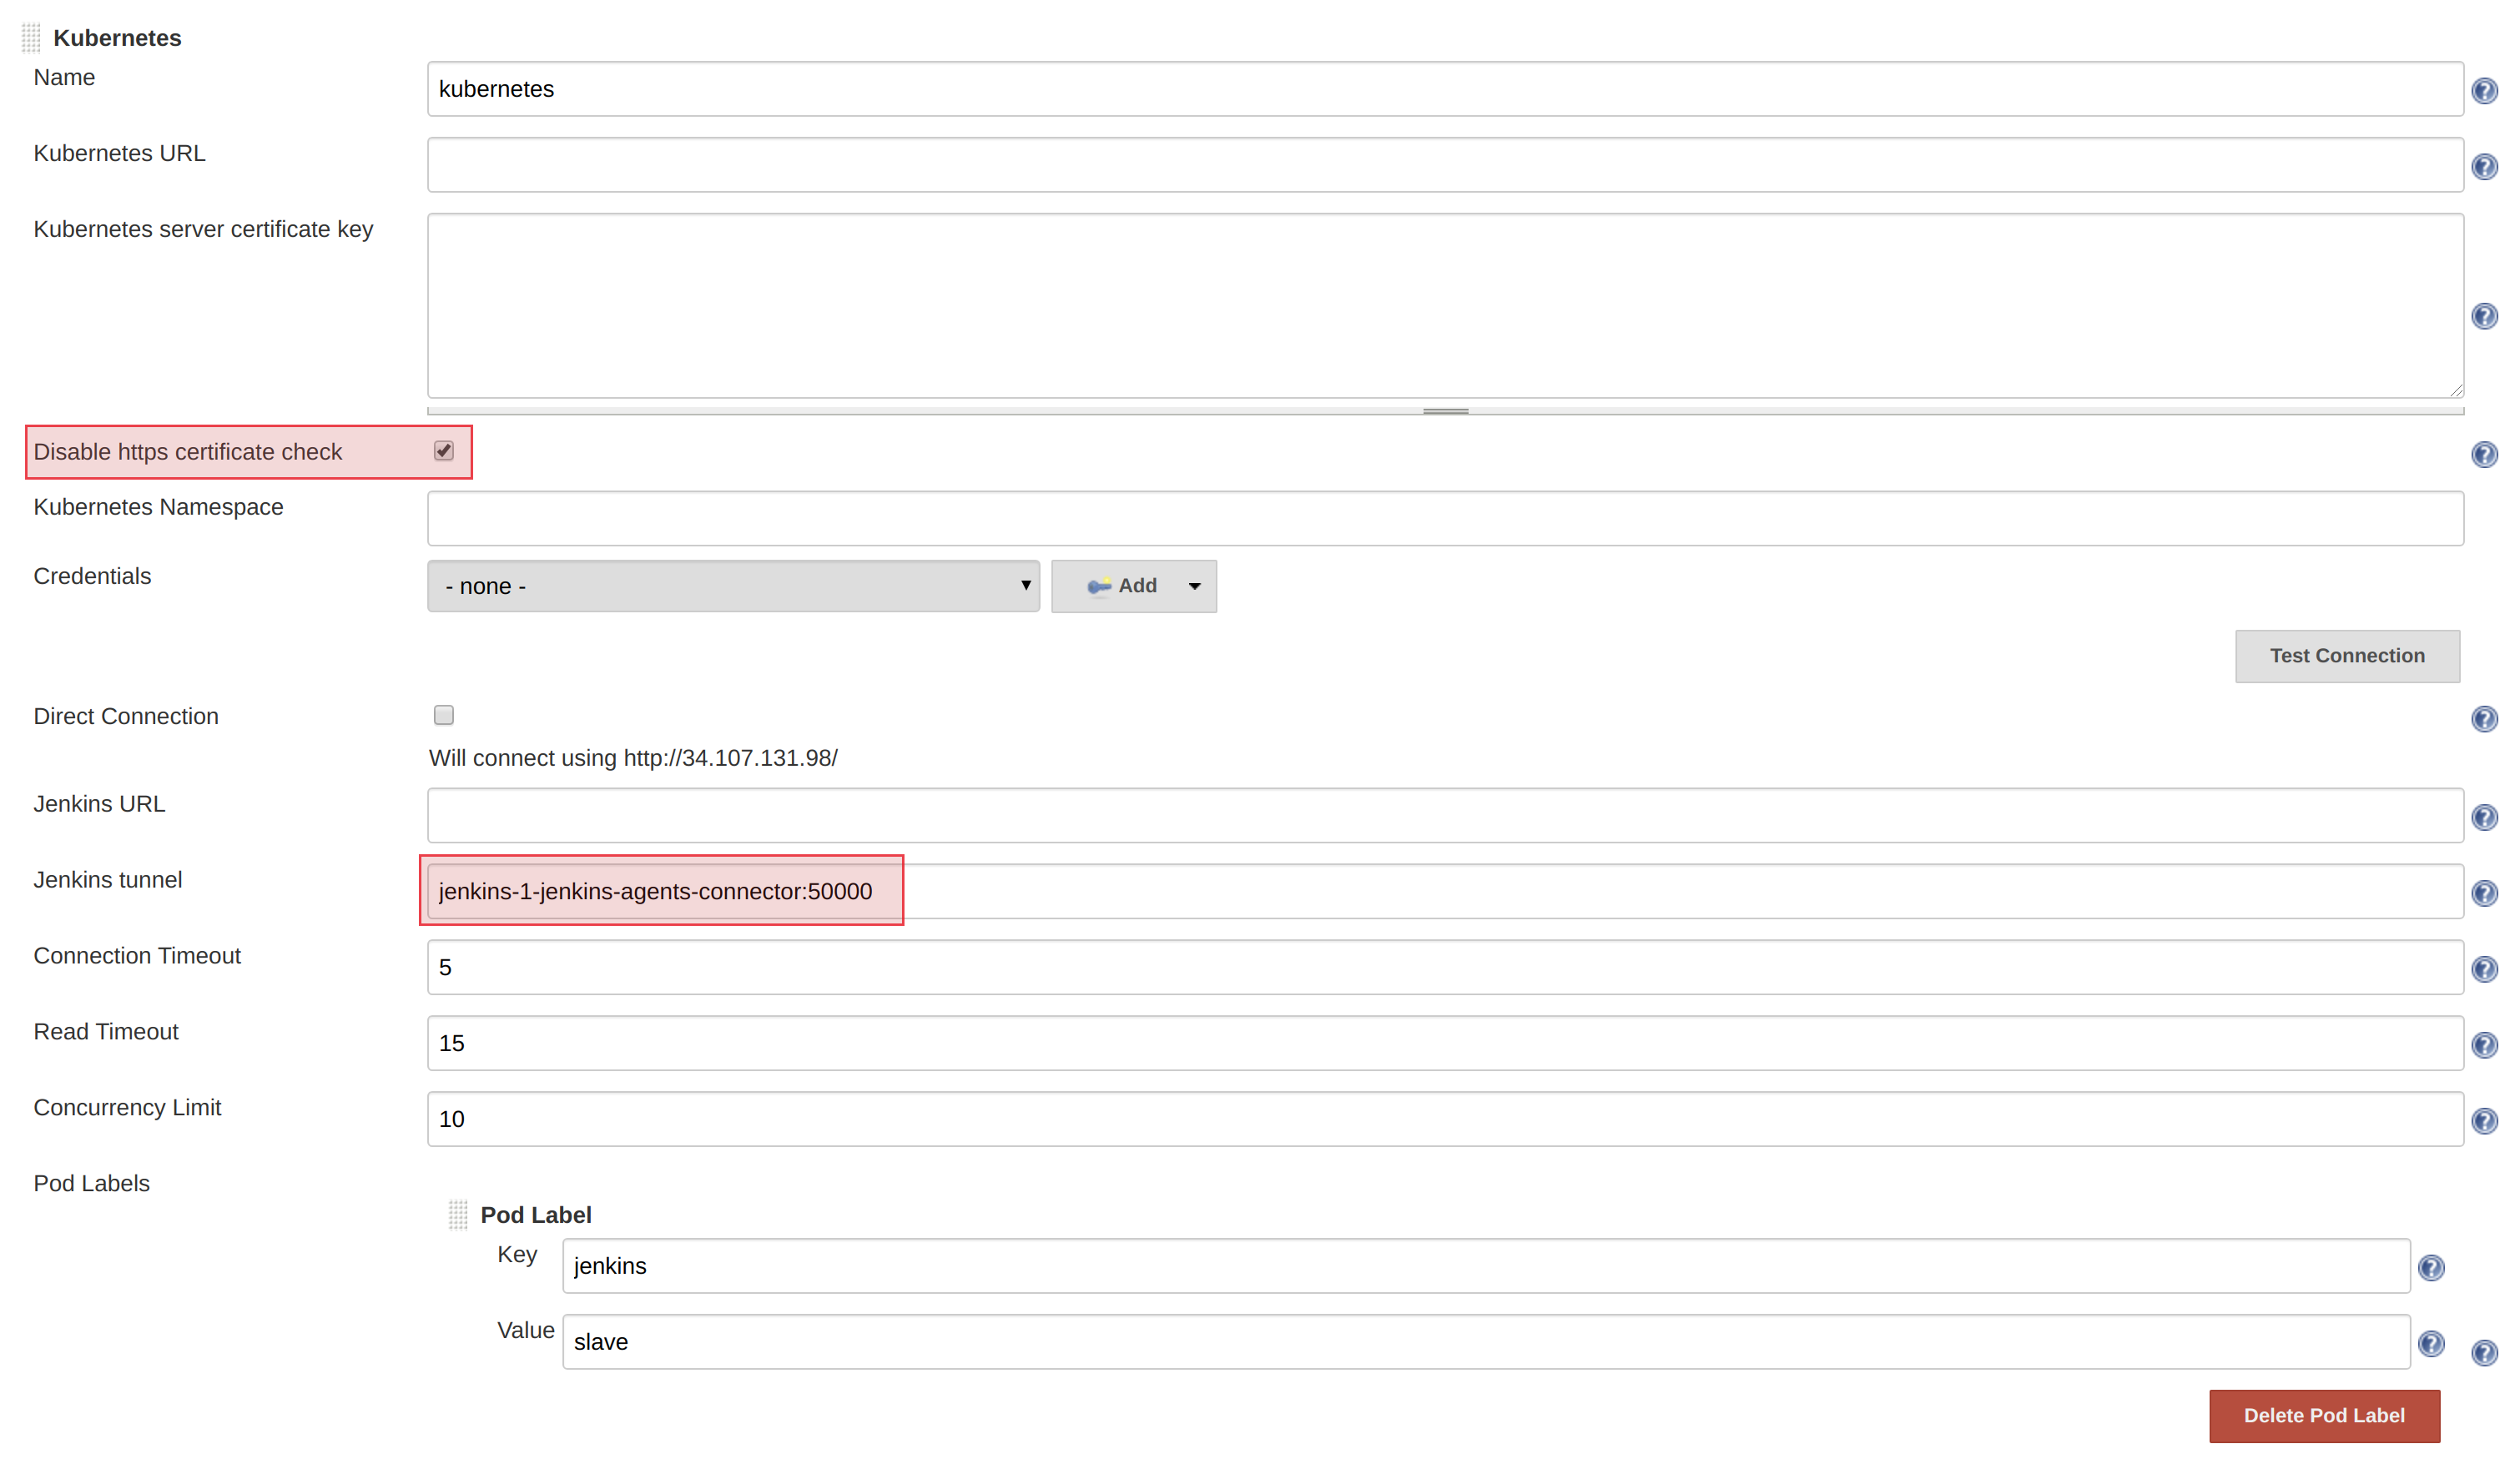 Kubernetes
Name
kubernetes
Kubernetes URL
Kubernetes server certificate key
Disable https certificate check
Kubernetes Namespace
Credentials
- none -
Add
Test Connection
Direct Connection
Will connect using http://34.107.131.98/
Jenkins URL
Jenkins tunnel
jenkins-1-jenkins-agents-connector:50000
Connection Timeout
5
Read Timeout
15
Concurrency Limit
10
Pod Labels
Pod Label
Key
jenkins
Value
slave
Delete Pod Label